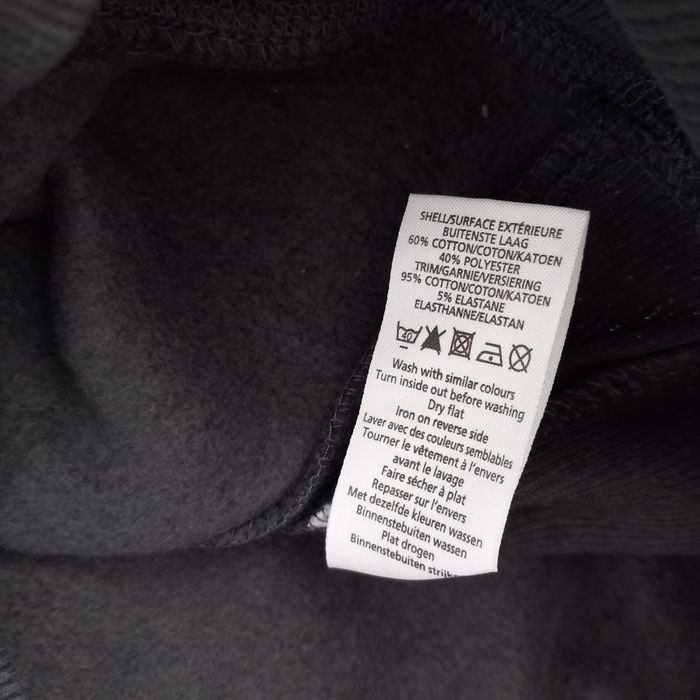 SHELL/SURFACE EXTÉRIEURE
BUITENSTE LAAG
60% COTTON/COTON/KATOEN
40% POLYESTER
TRIM/GARNIE/VERSIERING
95% COTTON/COTON/KATOEN
5% ELASTANE
ELASTHANNE/ELASTAN
40
Wash with similar colours
Turn inside out before washing
Dry flat
Iron on reverse side
Laver avec des couleurs semblables
Tourner le vêtement à l'envers
avant le lavage
Faire sécher à plat
Repasser sur l'envers
Met dezelfde kleuren wassen
Binnenstebuiten wassen
Plat drogen
Binnenstebuiten